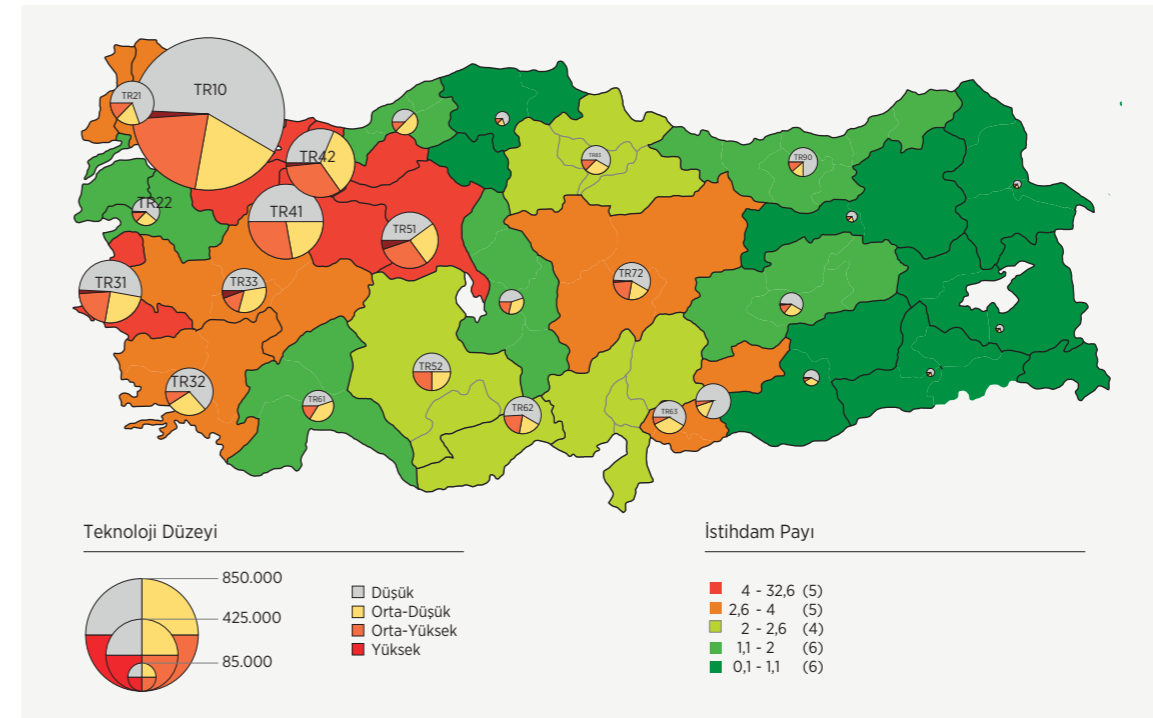 TR10
TR21
TR42
TR22
TR41
TR51
TR83
TR90
TR31
TR33
TR72
TR32
TR52
TR61
TR62
TR63
Teknoloji Düzeyi
850.000
425.000
85.000
Düşük
Orta-Düşük
Orta-Yüksek
Yüksek
İstihdam Payı
4 - 32,6 (5)
2,6 - 4 (5)
2 - 2,6 (4)
1,1 - 2 (6)
0,1 - 1,1 (6)